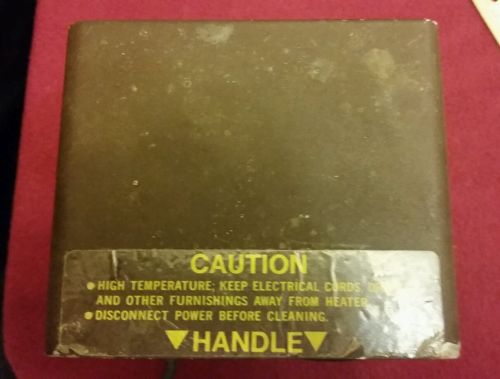 CAUTION
• HIGH TEMPERATURE; KEEP ELECTRICAL CORDS,
AND OTHER FURNISHINGS AWAY FROM HEATER
• DISCONNECT POWER BEFORE CLEANING.
▼HANDLE▼